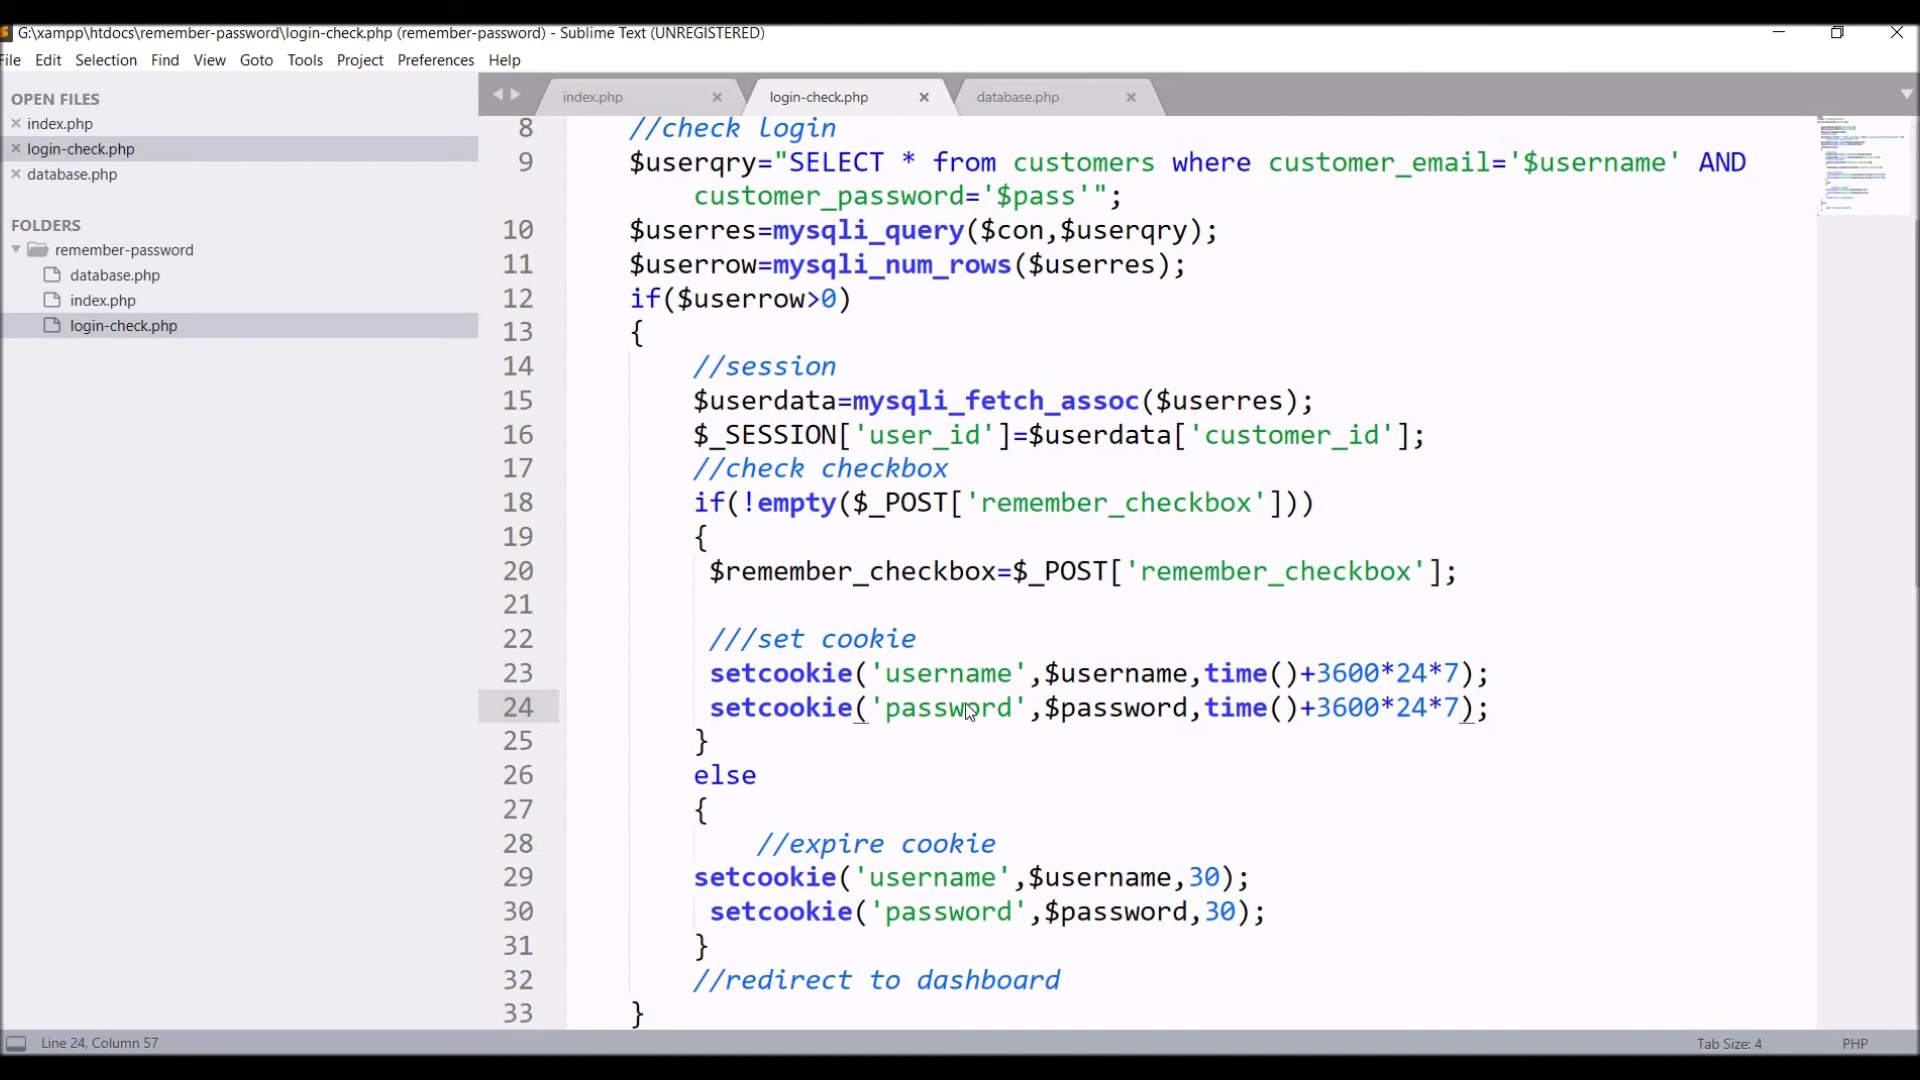 G:\xampp\htdocs\remember-password\login-check.php (remember-password) - Sublime Text (UNREGISTERED)
File Edit Selection Find View Goto Tools Project Preferences Help
OPEN FILES
index.php
login-check.php
database.php
FOLDERS
remember-password
database.php
index.php
login-check.php
index.php login-check.php database.php
8 //check login
9 $userqry="SELECT * from customers where customer_email='$username' AND
customer_password='$pass'";
10 $userres=mysqli_query($con,$userqry);
11 $userrow=mysqli_num_rows($userres);
12 if($userrow>0)
13 {
14 //session
15 $userdata=mysqli_fetch_assoc($userres);
16 $_SESSION['user_id']=$userdata['customer_id'];
17 //check checkbox
18 if(!empty($_POST['remember_checkbox']))
19 {
20 $remember_checkbox=$_POST['remember_checkbox'];
21
22 ///set cookie
23 setcookie('username',$username,time()+3600*24*7);
24 setcookie('password',$password,time()+3600*24*7);
25 }
26 else
27 {
28 //expire cookie
29 setcookie('username',$username,30);
30 setcookie('password',$password,30);
31 }
32 //redirect to dashboard
33 }
Line 24, Column 57
Tab Size: 4
PHP